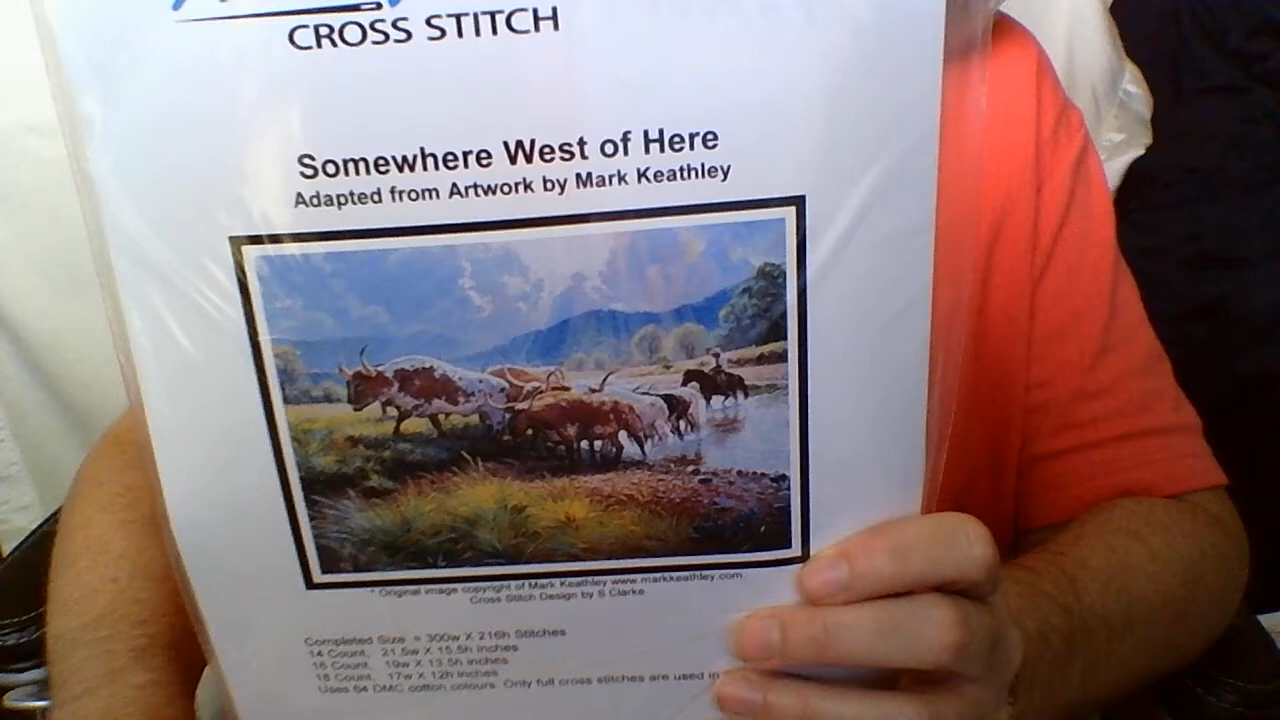 CROSS STITCH
Somewhere West of Here
Adapted from Artwork by Mark Keathley
* Original image copyright of Mark Keathley www.markkeathley.com
Cross Stitch Design by S Clarke
Completed Size = 300w X 216h Stitches
14 Count, 21.5w X 15.5h inches
16 Count, 19w X 13.5h inches
18 Count, 17w X 12h inches
Uses 64 DMC cotton colours. Only full cross stitches are used in